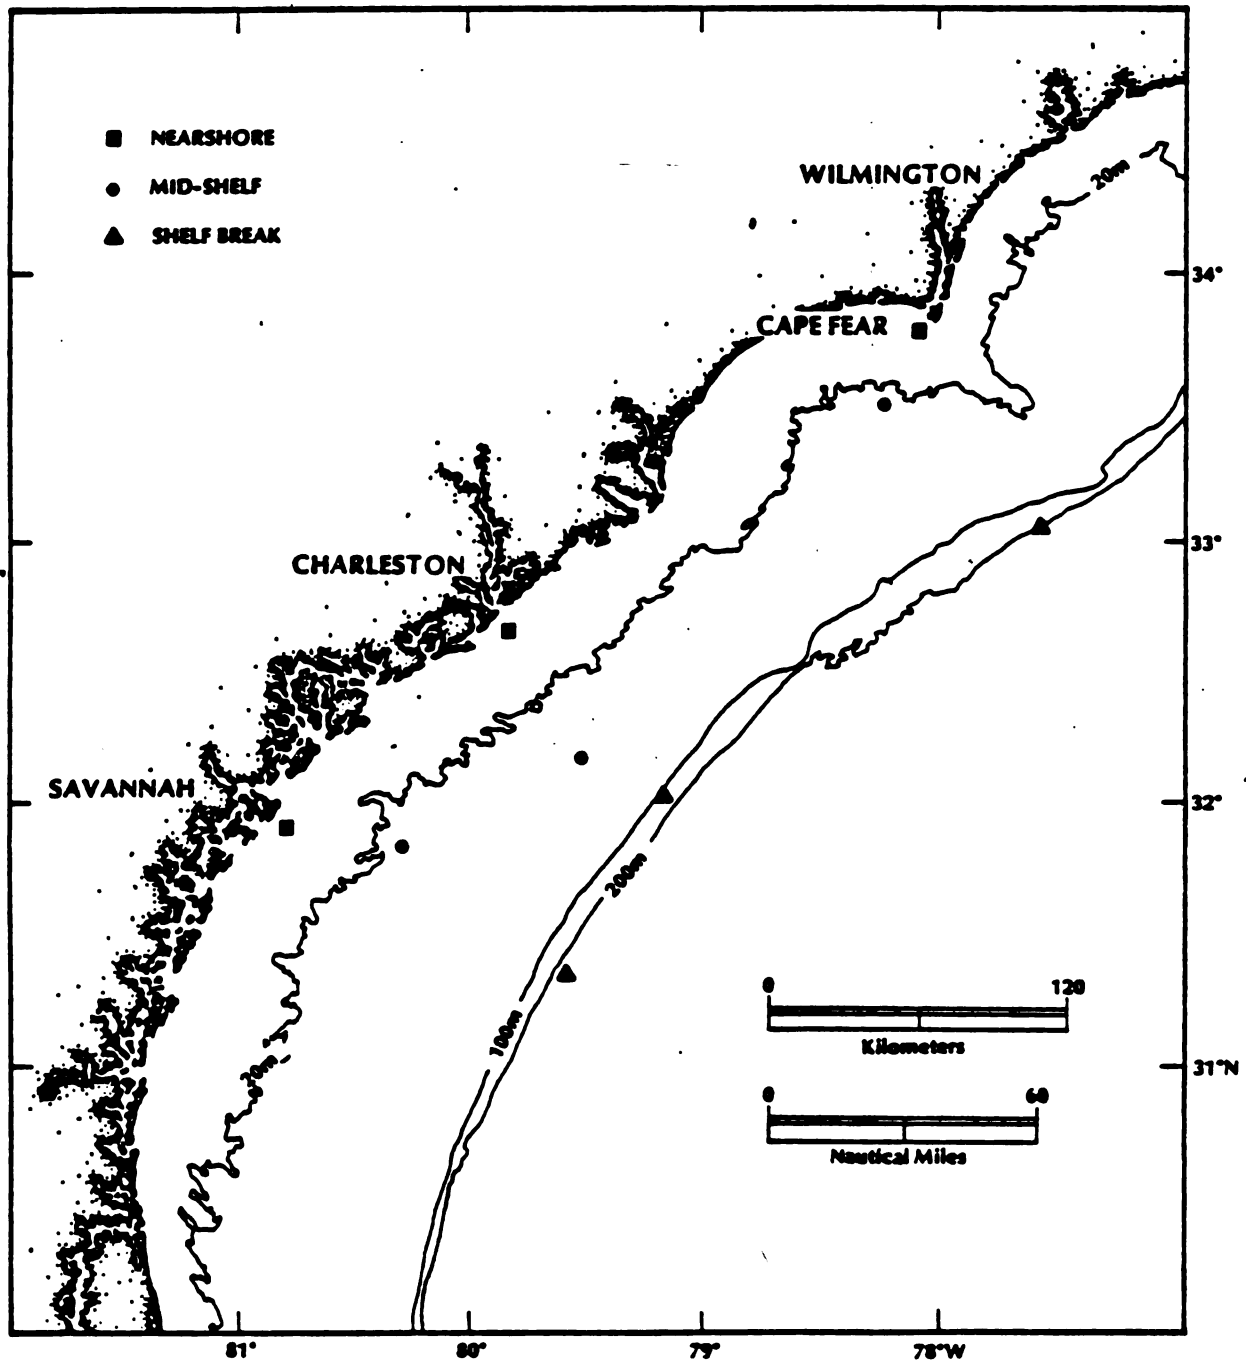 NEARSHORE
MID-SHELF
SHELF BREAK
WILMINGTON
20m
34°
CAPE FEAR
33°
CHARLESTON
SAVANNAH
32°
200m
0 120
Kilometers
100m
20m
31°N
0 60
Nautical Miles
81° 80° 79° 78°W